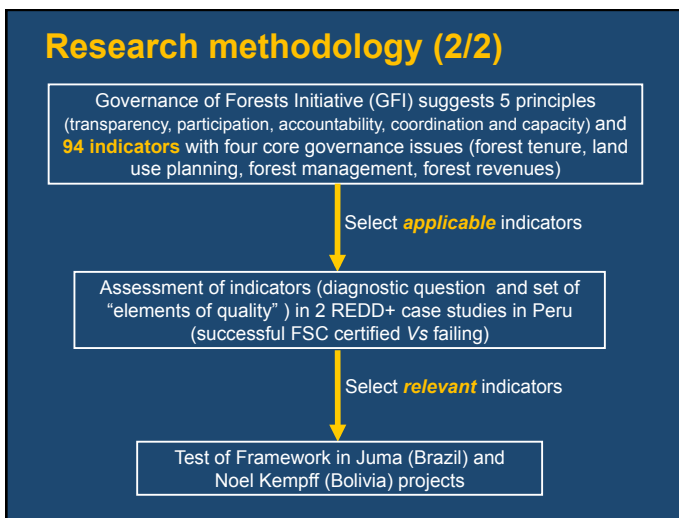 Research methodology (2/2)
Governance of Forests Initiative (GFI) suggests 5 principles
(transparency, participation, accountability, coordination and capacity) and
94 indicators with four core governance issues (forest tenure, land
use planning, forest management, forest revenues)
Select applicable indicators
Assessment of indicators (diagnostic question and set of
“elements of quality” ) in 2 REDD+ case studies in Peru
(successful FSC certified Vs failing)
Select relevant indicators
Test of Framework in Juma (Brazil) and
Noel Kempff (Bolivia) projects